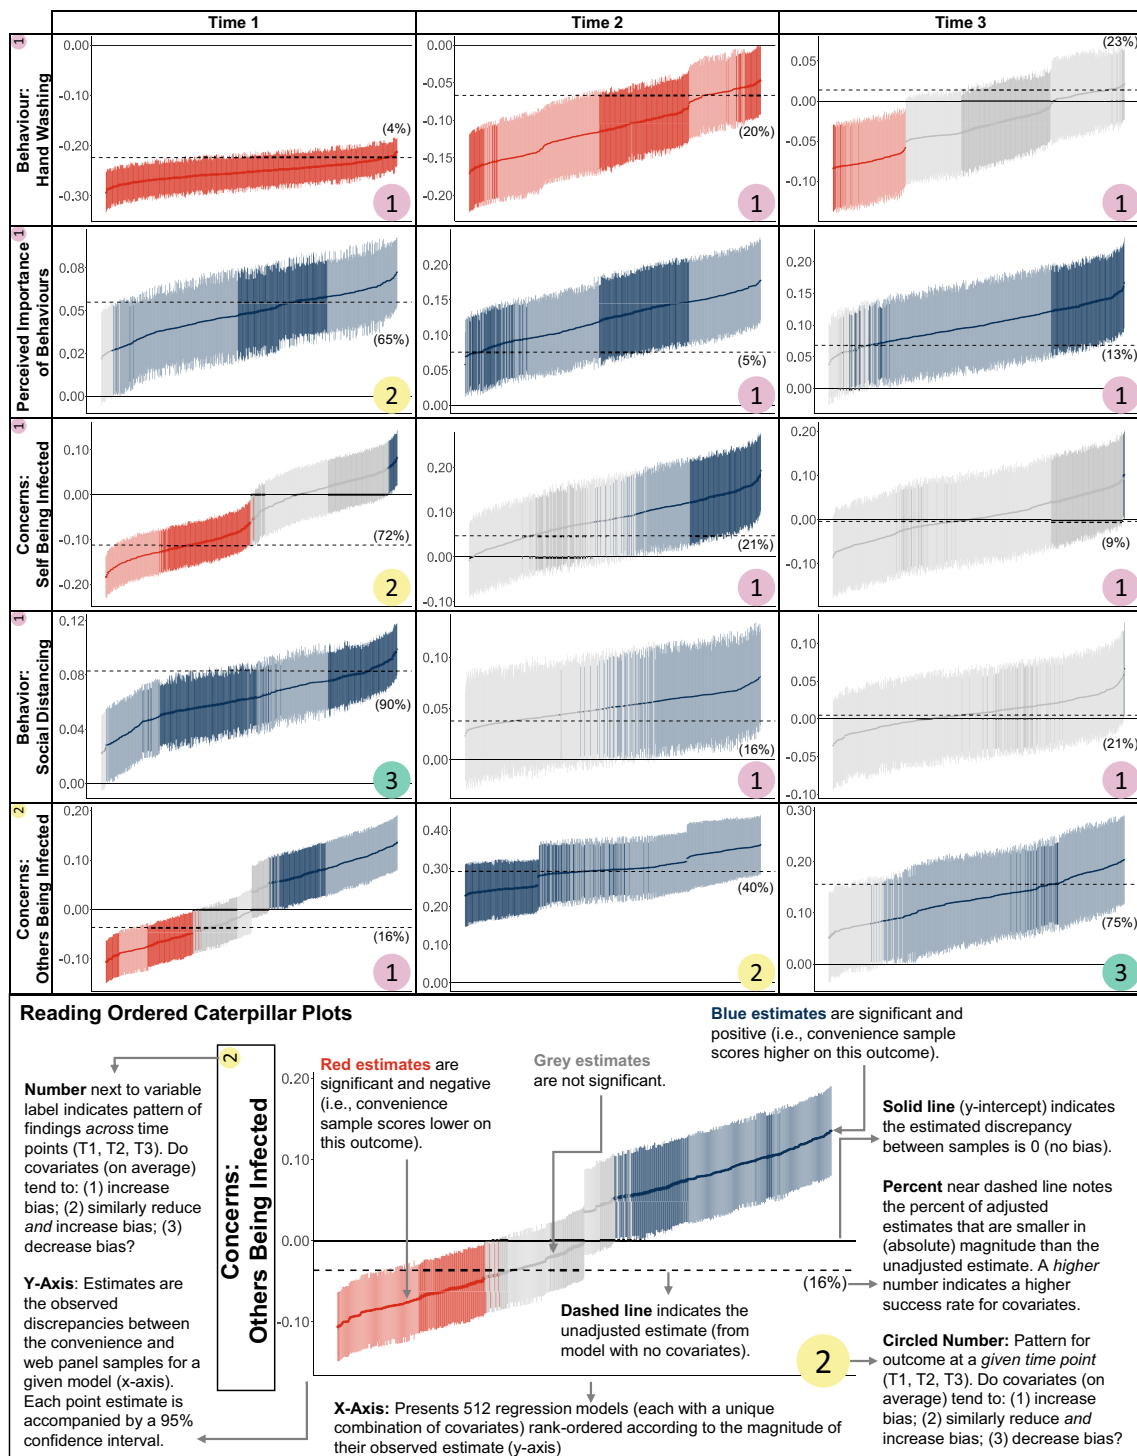 Time 1
Time 2
Time 3
1
Behaviour:
Hand Washing
0.00
-0.10
-0.20
-0.30
(4%)
1
0.00
-0.05
-0.10
-0.15
-0.20
(20%)
1
0.05
0.00
-0.10
(23%)
1
1
Perceived Importance
of Behaviours
0.08
0.05
0.02
0.00
(65%)
2
0.20
0.15
0.10
0.05
0.00
(5%)
1
0.20
0.15
0.10
0.05
0.00
(13%)
1
1
Concerns:
Self Being Infected
0.10
0.00
-0.10
-0.20
(72%)
2
0.20
0.10
0.00
-0.10
(21%)
1
0.20
0.10
0.00
-0.10
(9%)
1
1
Behavior:
Social Distancing
0.12
0.08
0.04
0.00
(90%)
3
0.10
0.05
0.00
(16%)
1
0.10
0.05
0.00
-0.05
-0.10
(21%)
1
2
Concerns:
Others Being Infected
0.20
0.10
0.00
-0.10
(16%)
1
0.40
0.30
0.20
0.10
0.00
(40%)
2
0.30
0.20
0.10
0.00
(75%)
3
Reading Ordered Caterpillar Plots
Number next to variable
label indicates pattern of
findings across time
points (T1, T2, T3). Do
covariates (on average)
tend to: (1) increase
bias; (2) similarly reduce
and increase bias; (3)
decrease bias?
Y-Axis: Estimates are
the observed
discrepancies between
the convenience and
web panel samples for a
given model (x-axis).
Each point estimate is
accompanied by a 95%
confidence interval.
2
Concerns:
Others Being Infected
0.20
0.10
0.00
-0.10
Red estimates are
significant and negative
(i.e., convenience
sample scores lower on
this outcome).
Grey estimates
are not significant.
Blue estimates are significant and
positive (i.e., convenience sample
scores higher on this outcome).
Solid line (y-intercept) indicates
the estimated discrepancy
between samples is 0 (no bias).
Percent near dashed line notes
the percent of adjusted
estimates that are smaller in
(absolute) magnitude than the
unadjusted estimate. A higher
number indicates a higher
success rate for covariates.
(16%)
Dashed line indicates the
unadjusted estimate (from
model with no covariates).
2
Circled Number: Pattern for
outcome at a given time point
(T1, T2, T3). Do covariates (on
average) tend to: (1) increase
bias; (2) similarly reduce and
increase bias; (3) decrease bias?
X-Axis: Presents 512 regression models (each with a unique
combination of covariates) rank-ordered according to the magnitude of
their observed estimate (y-axis)